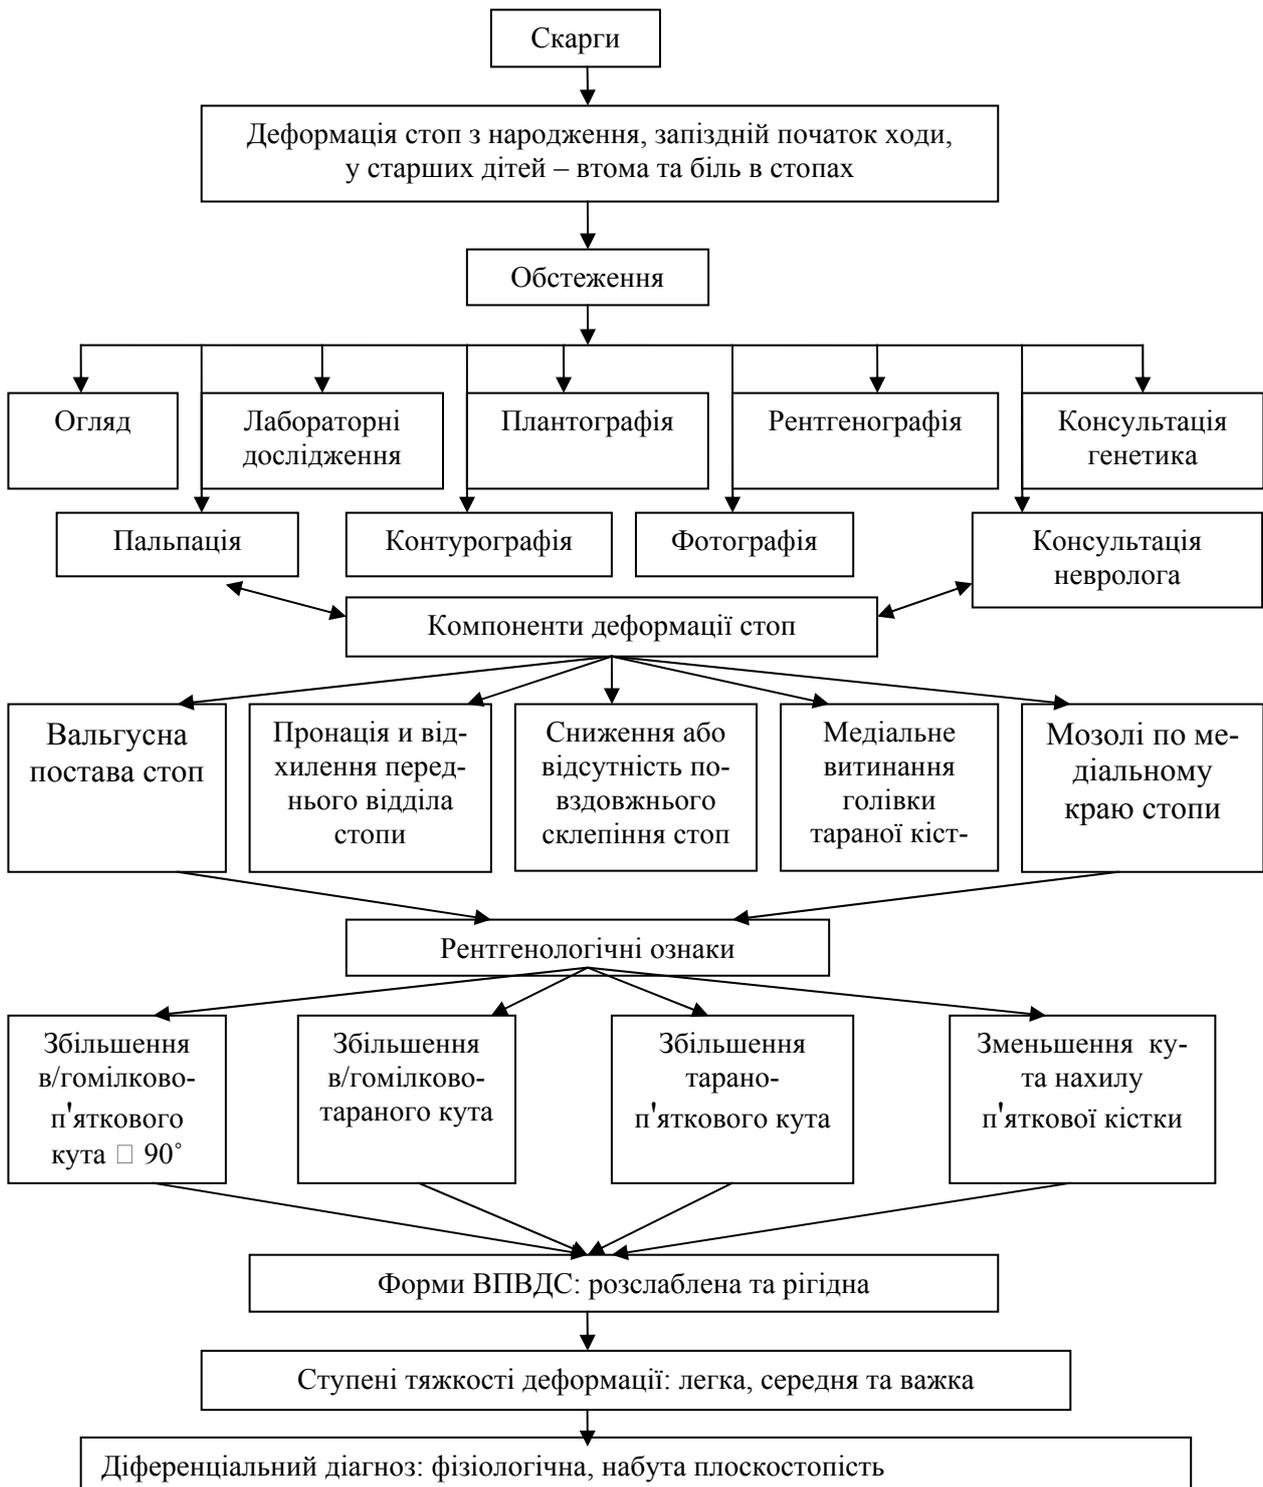 Скарги
Деформація стоп з народження, запіздній початок ходи,
у старших дітей – втома та біль в стопах
Обстеження
Огляд
Лабораторні
дослідження
Плантографія
Рентгенографія
Консультація
генетика
Пальпація
Контурографія
Фотографія
Консультація
невролога
Компоненти деформації стоп
Вальгусна
постава стоп
Пронація и від-
хилення перед-
нього відділа
стопи
Сниження або
відсутність по-
вздовжнього
склепіння стоп
Медіальне
витинання
голівки
тараної кіст-
Мозолі по ме-
діальному
краю стопи
Рентгенологічні ознаки
Збільшення
в/гомілково-
п'яткового
кута □ 90°
Збільшення
в/гомілково-
тараного кута
Збільшення
тарано-
п'яткового кута
Зменьшення ку-
та нахилу
п'яткової кістки
Форми ВПВДС: розслаблена та рігідна
Ступені тяжкості деформації: легка, середня та важка
Діференціальний діагноз: фізіологічна, набута плоскостопість